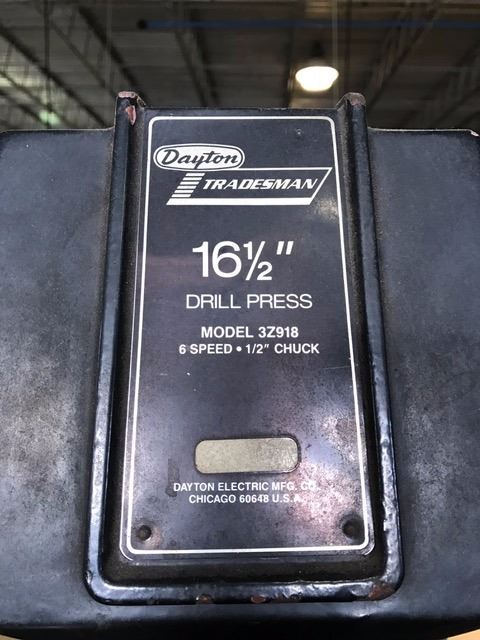 Dayton
TRADESMAN
16½"
DRILL PRESS
MODEL 3Z918
6 SPEED • 1/2" CHUCK
DAYTON ELECTRIC MFG. CO.
CHICAGO 60648 U.S.A.